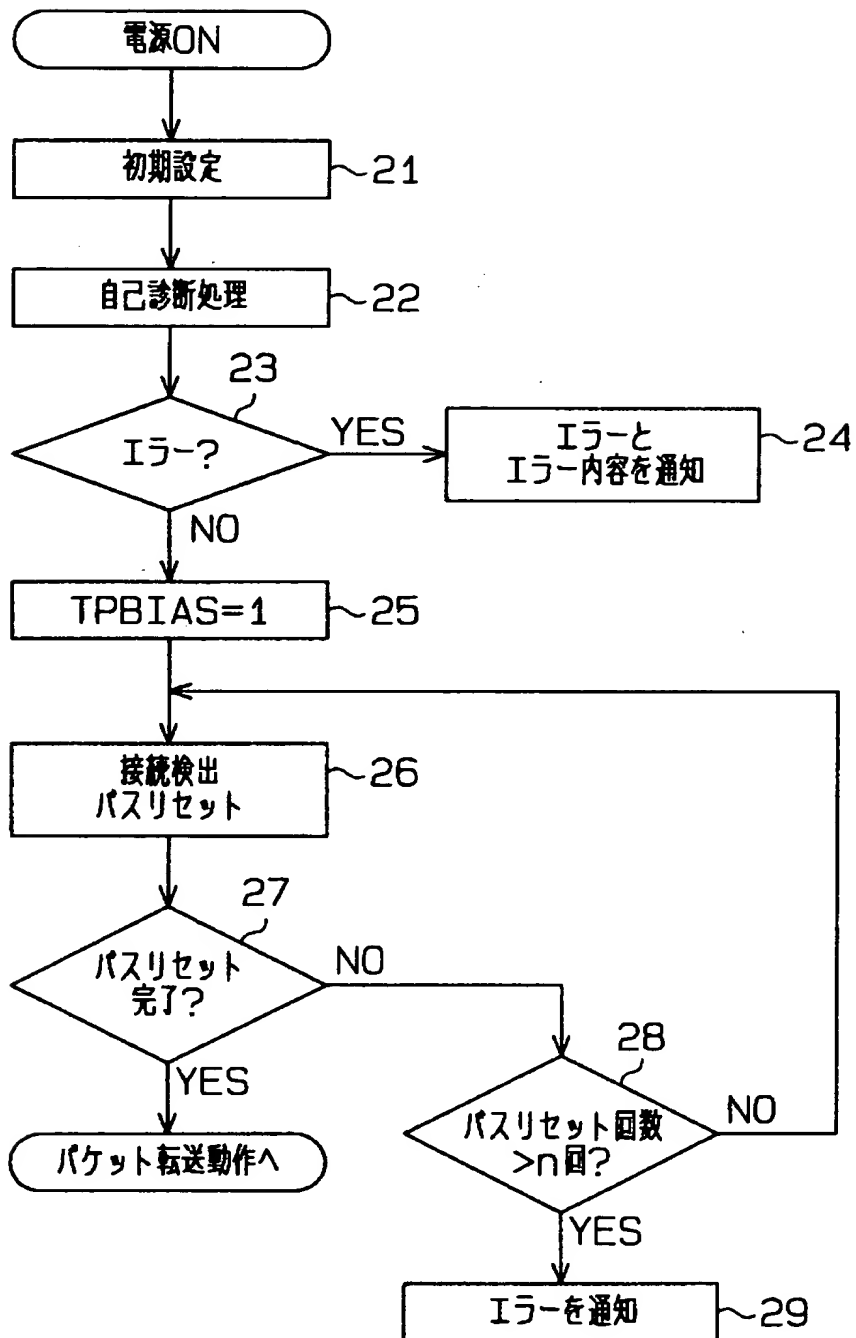 電源ON
初期設定
21
自己診断処理
22
23
エラー?
YES
エラーと
エラー内容を通知
24
NO
TPBIAS=1
25
接続検出
バスリセット
26
27
バスリセット
完了?
NO
YES
28
バスリセット回数
>n回?
NO
パケット転送動作へ
YES
エラーを通知
29